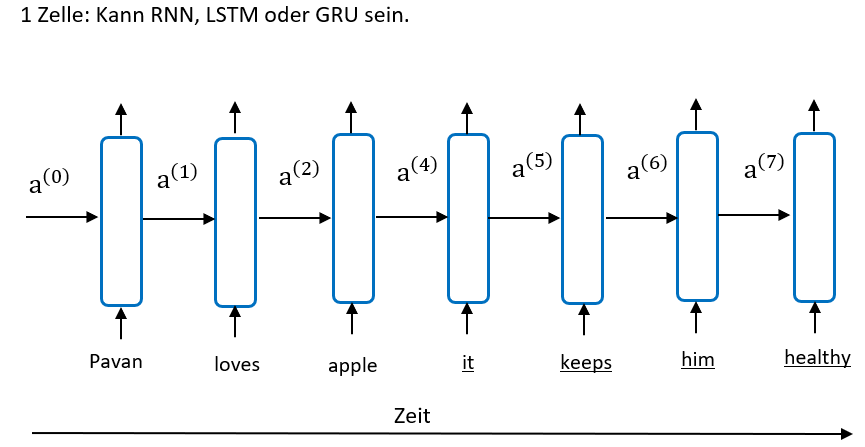 1 Zelle: Kann RNN, LSTM oder GRU sein.
a(0) a(1) a(2) a(4) a(5) a(6) a(7)
Pavan loves apple it keeps him healthy
Zeit